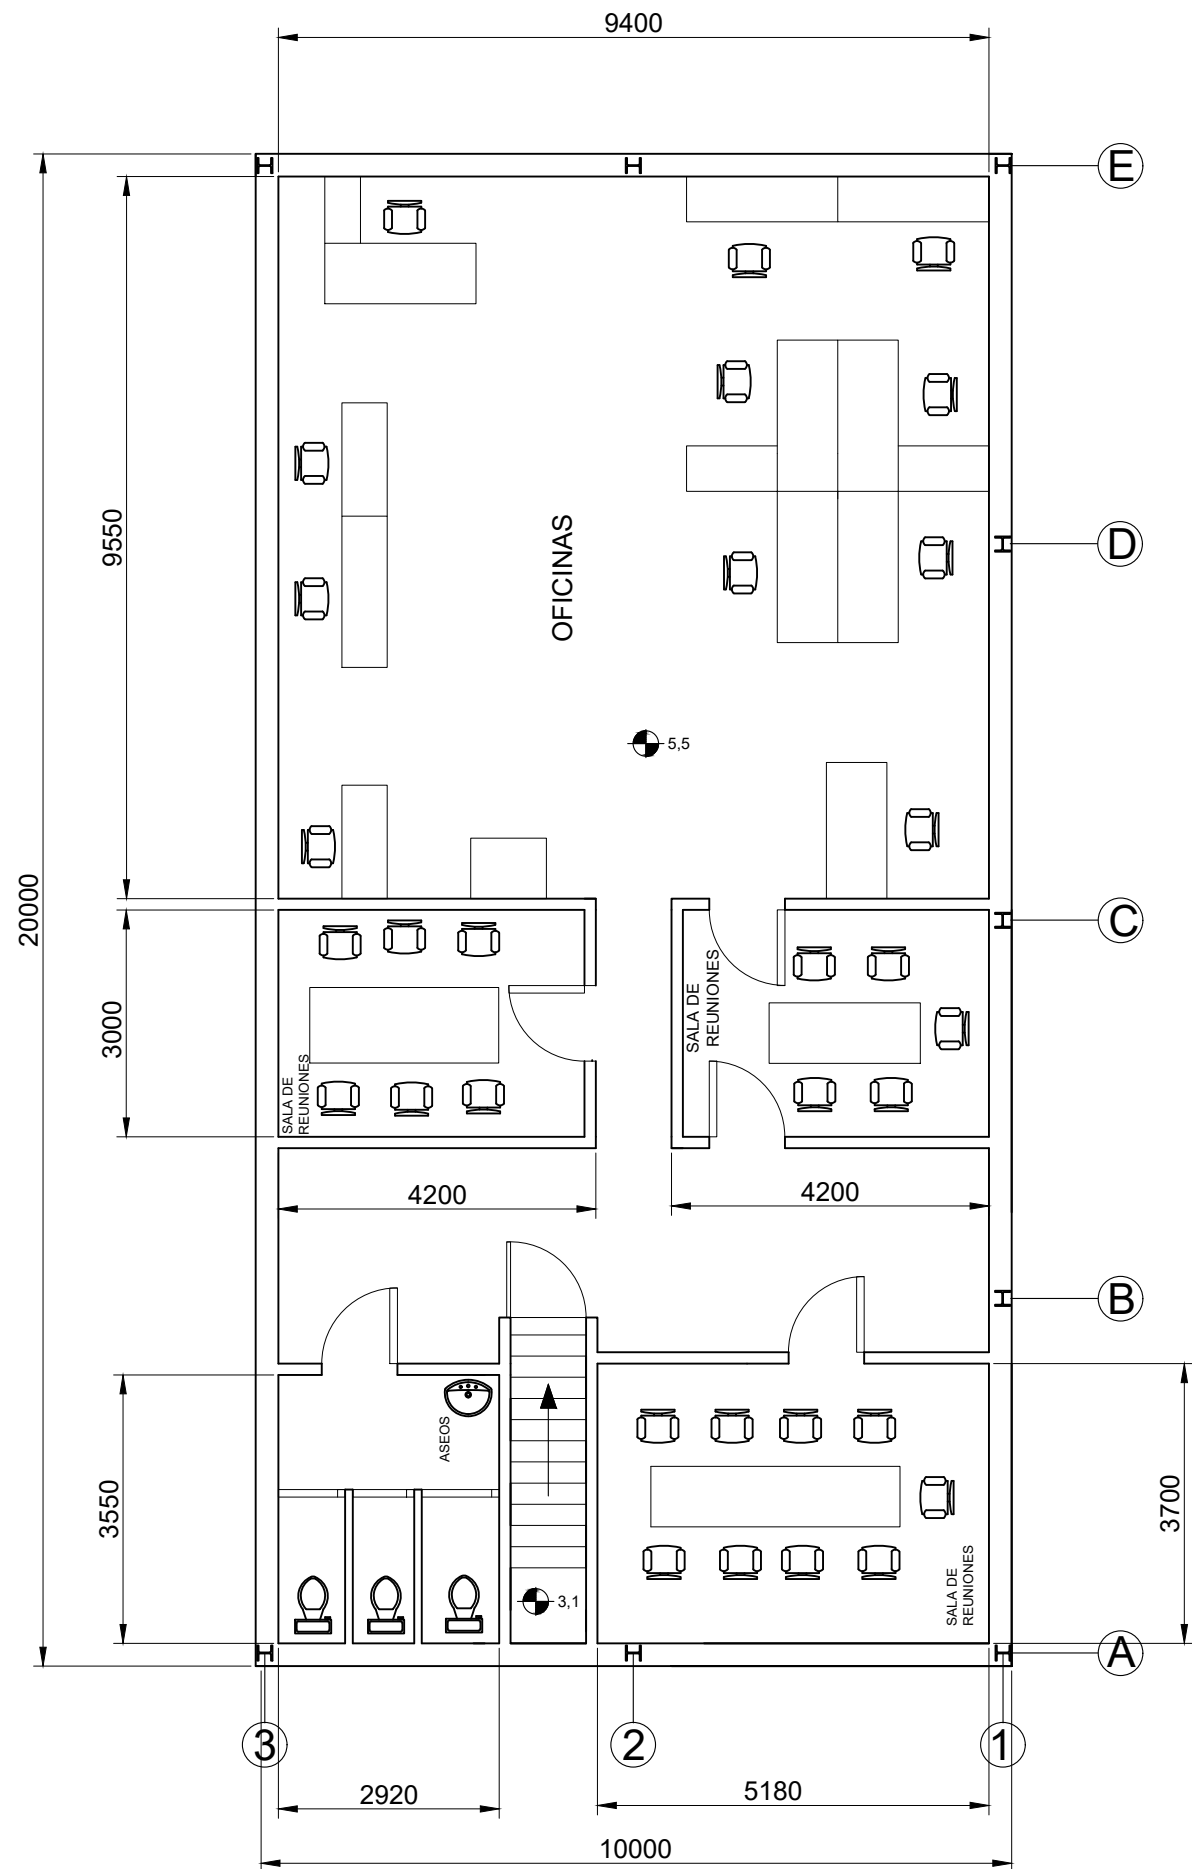 9400
E
9550
OFICINAS
D
5,5
20000
C
3000
SALA DE
REUNIONES
SALA DE
REUNIONES
4200
4200
B
3550
ASEOS
3700
3,1
SALA DE
REUNIONES
A
3
2
1
2920
5180
10000